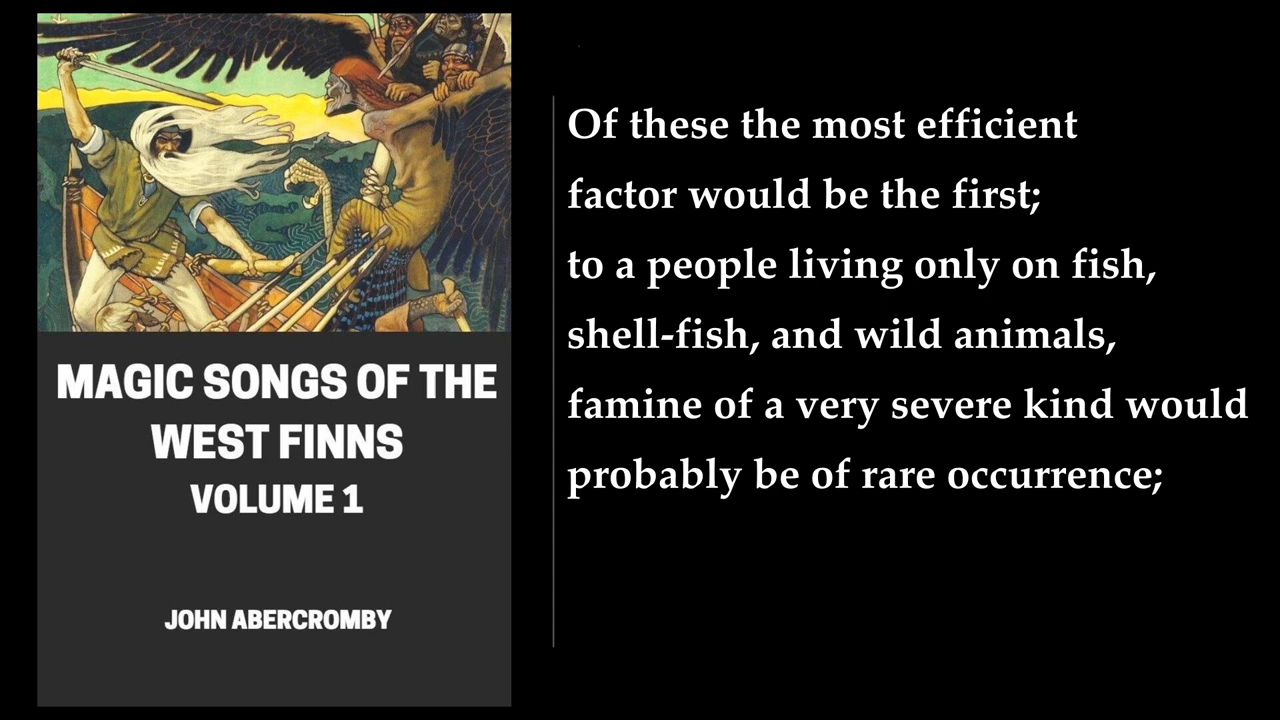 MAGIC SONGS OF THE
WEST FINNS
VOLUME 1
JOHN ABERCROMBY
Of these the most efficient
factor would be the first;
to a people living only on fish,
shell-fish, and wild animals,
famine of a very severe kind would
probably be of rare occurrence;